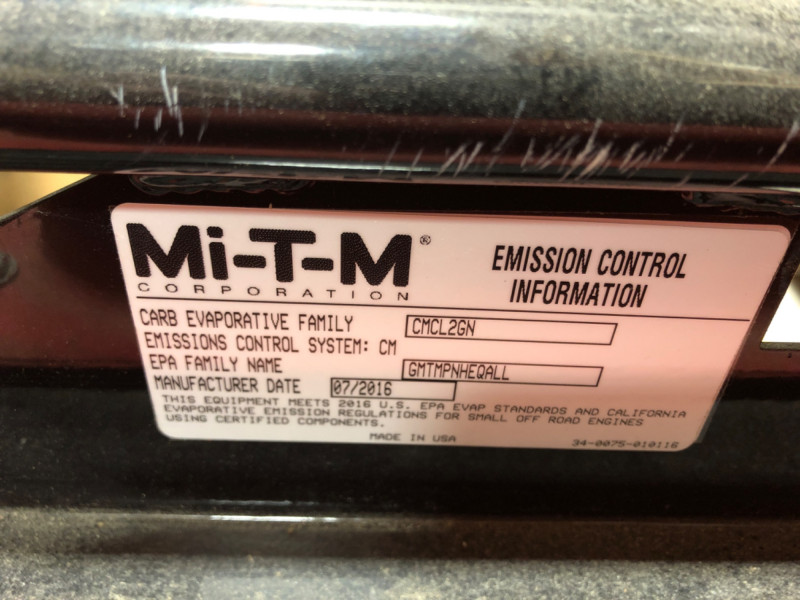 Mi-T-M®
CORPORATION
EMISSION CONTROL
INFORMATION
CARB EVAPORATIVE FAMILY CMCL2GN
EMISSIONS CONTROL SYSTEM: CM
EPA FAMILY NAME GMTMPNHEQALL
MANUFACTURER DATE 07/2016
THIS EQUIPMENT MEETS 2016 U.S. EPA EVAP STANDARDS AND CALIFORNIA
EVAPORATIVE EMISSION REGULATIONS FOR SMALL OFF ROAD ENGINES
USING CERTIFIED COMPONENTS.
MADE IN USA
34-0075-010116